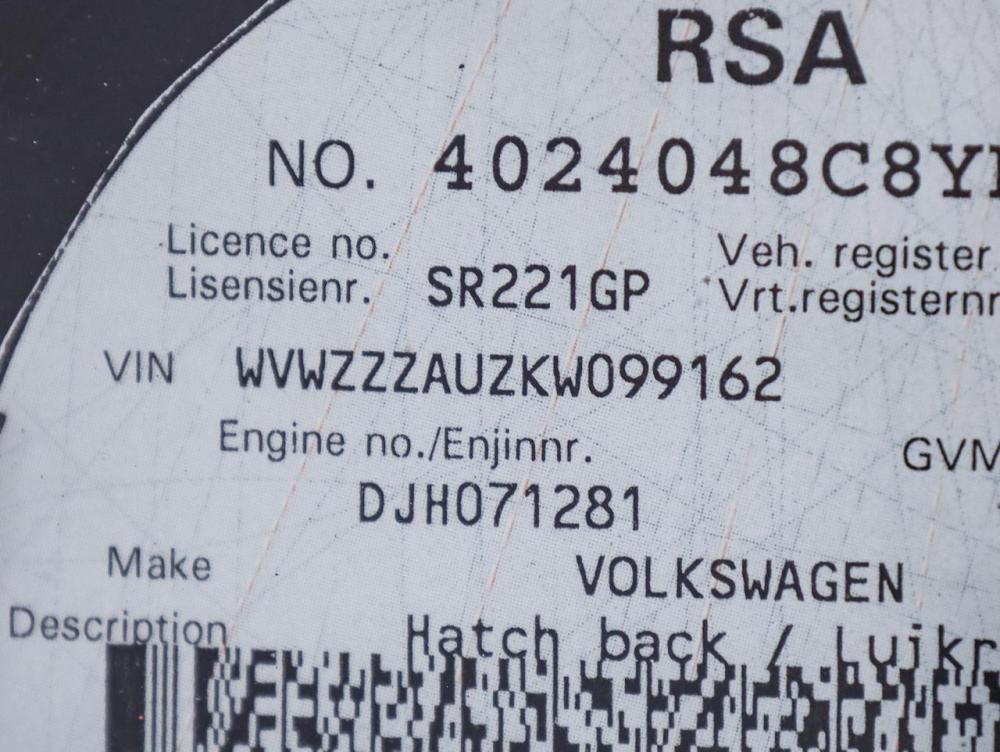 RSA
NO. 4024048C8Y
Licence no. Veh. register
Lisensienr. SR221GP Vrt.registernr
VIN WVWZZZAUZKW099162
Engine no./Enjinnr. GVM
DJH071281
Make VOLKSWAGEN
Description Hatch back / Luikr